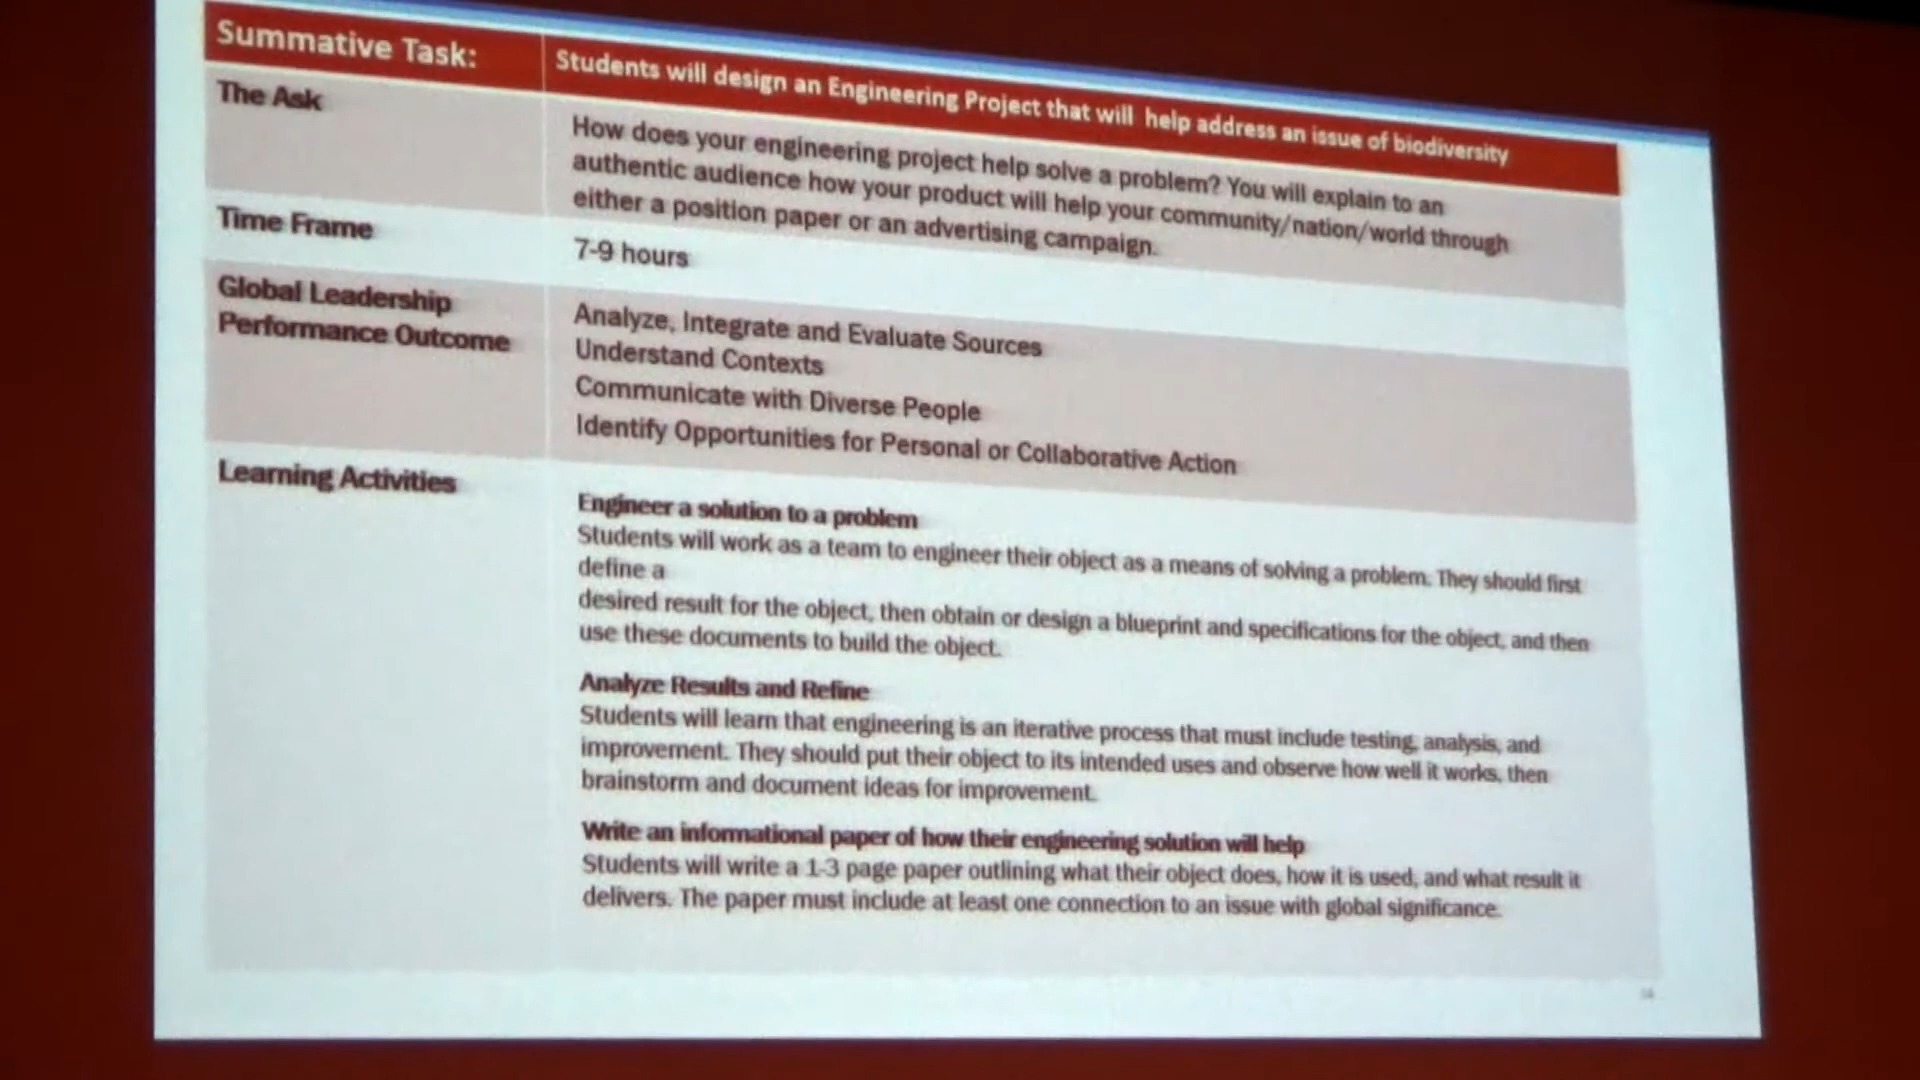 Summative Task:
Students will design an Engineering Project that will help address an issue of biodiversity
The Ask
How does your engineering project help solve a problem? You will explain to an
authentic audience how your product will help your community/nation/world through
either a position paper or an advertising campaign.
Time Frame
7-9 hours
Global Leadership
Performance Outcome
Analyze, Integrate and Evaluate Sources
Understand Contexts
Communicate with Diverse People
Identify Opportunities for Personal or Collaborative Action
Learning Activities
Engineer a solution to a problem
Students will work as a team to engineer their object as a means of solving a problem. They should first
define a
desired result for the object, then obtain or design a blueprint and specifications for the object, and then
use these documents to build the object.
Analyze Results and Refine
Students will learn that engineering is an iterative process that must include testing, analysis, and
improvement. They should put their object to its intended uses and observe how well it works, then
brainstorm and document ideas for improvement.
Write an informational paper of how their engineering solution will help
Students will write a 1-3 page paper outlining what their object does, how it is used, and what result it
delivers. The paper must include at least one connection to an issue with global significance.